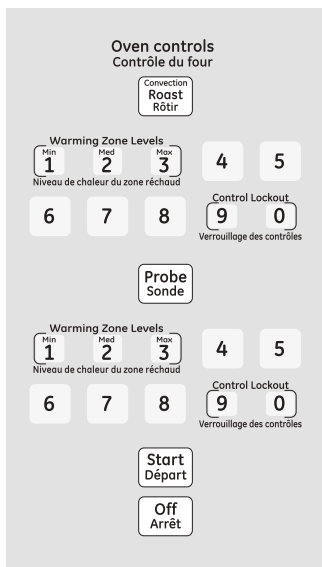 Oven controls
Contrôle du four
Convection
Roast
Rôtir
Warming Zone Levels
Min Med Max
1 2 3 4 5
Niveau de chaleur du zone réchaud
Control Lockout
6 7 8 9 0
Verrouillage des contrôles
Probe
Sonde
Warming Zone Levels
Min Med Max
1 2 3 4 5
Niveau de chaleur du zone réchaud
Control Lockout
6 7 8 9 0
Verrouillage des contrôles
Start
Départ
Off
Arrêt